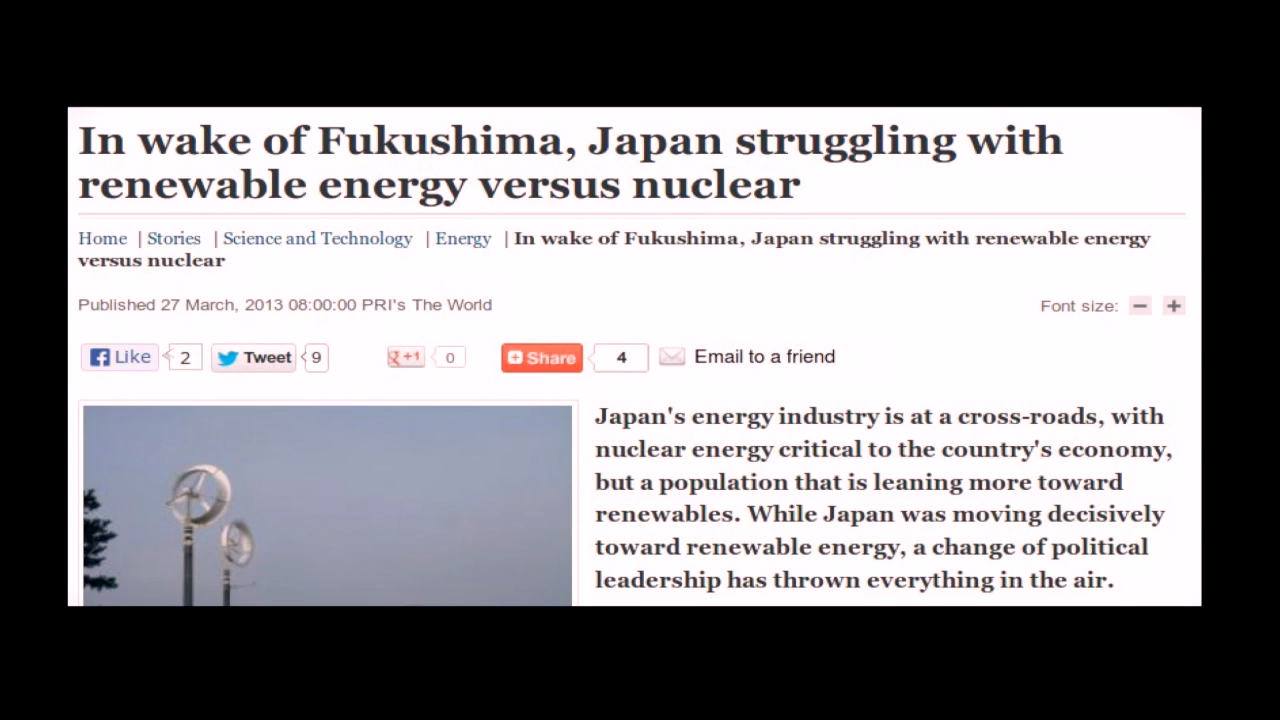 In wake of Fukushima, Japan struggling with
renewable energy versus nuclear
Home | Stories | Science and Technology | Energy | In wake of Fukushima, Japan struggling with renewable energy
versus nuclear
Published 27 March, 2013 08:00:00 PRI's The World
Font size: − +
Like 2 Tweet 9 +1 0 Share 4 Email to a friend
Japan's energy industry is at a cross-roads, with
nuclear energy critical to the country's economy,
but a population that is leaning more toward
renewables. While Japan was moving decisively
toward renewable energy, a change of political
leadership has thrown everything in the air.